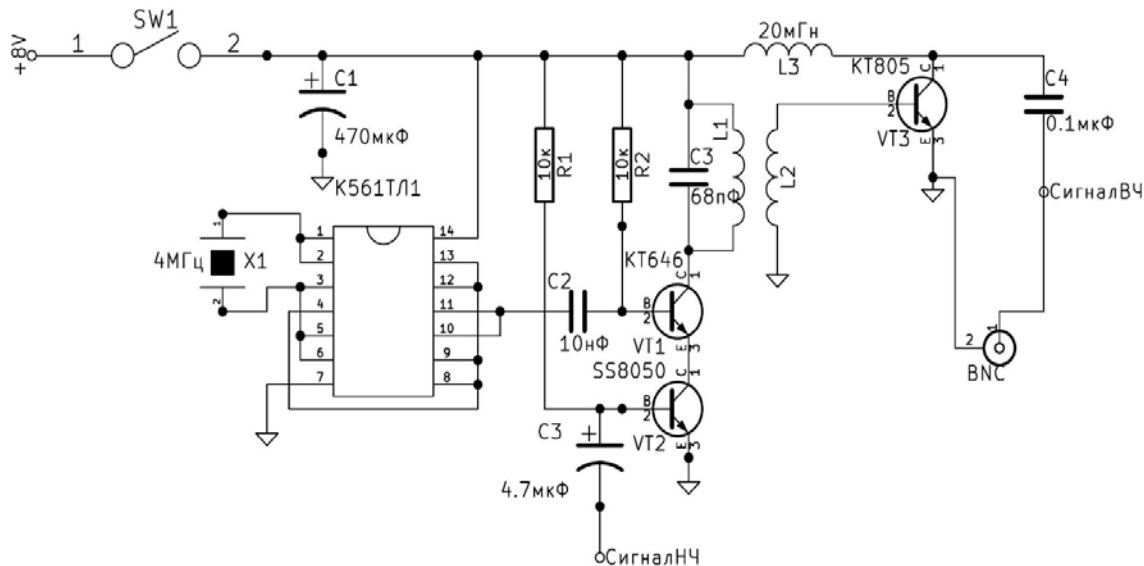 SW1
+8V
1
2
C1
470мкФ
20мГн
L3
КТ805
C
1
B
2
E
3
VT3
C4
0.1мкФ
СигналВЧ
К561ТЛ1
10к
R1
10к
R2
C3
68пФ
L1
L2
4МГц
X1
1
2
1
2
3
4
5
6
7
14
13
12
11
10
9
8
C2
10нФ
КТ646
C
1
B
2
E
3
VT1
SS8050
C
1
B
2
E
3
VT2
C3
4.7мкФ
СигналНЧ
2
1
BNC